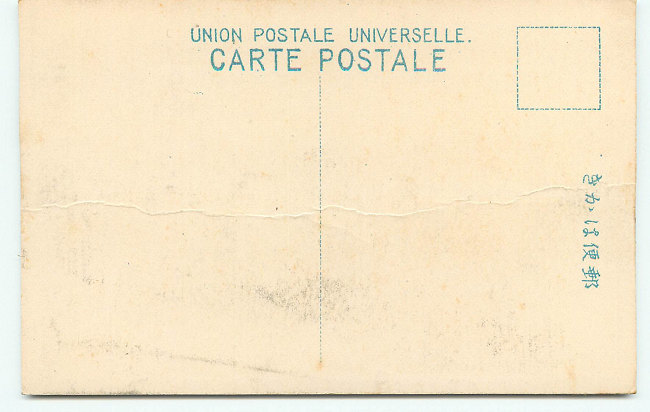 UNION POSTALE UNIVERSELLE.
CARTE POSTALE
郵便はかき